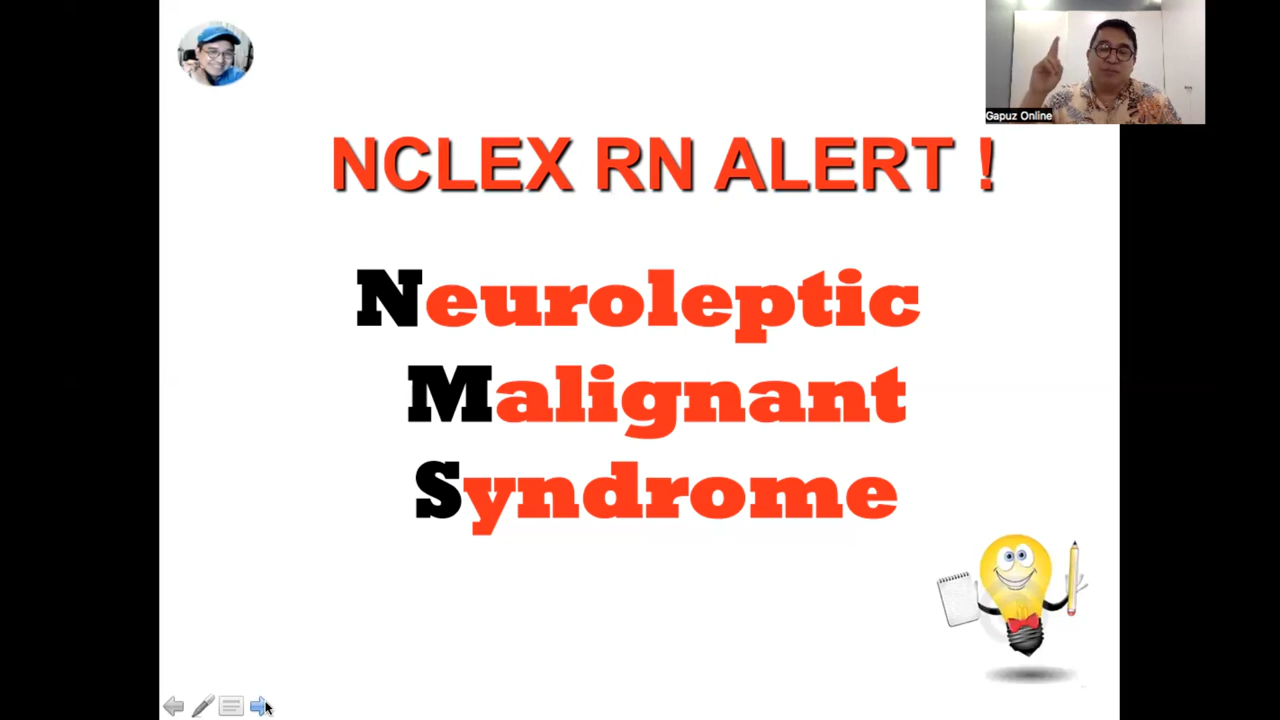 Gapuz Online
NCLEX RN ALERT !
Neuroleptic
Malignant
Syndrome